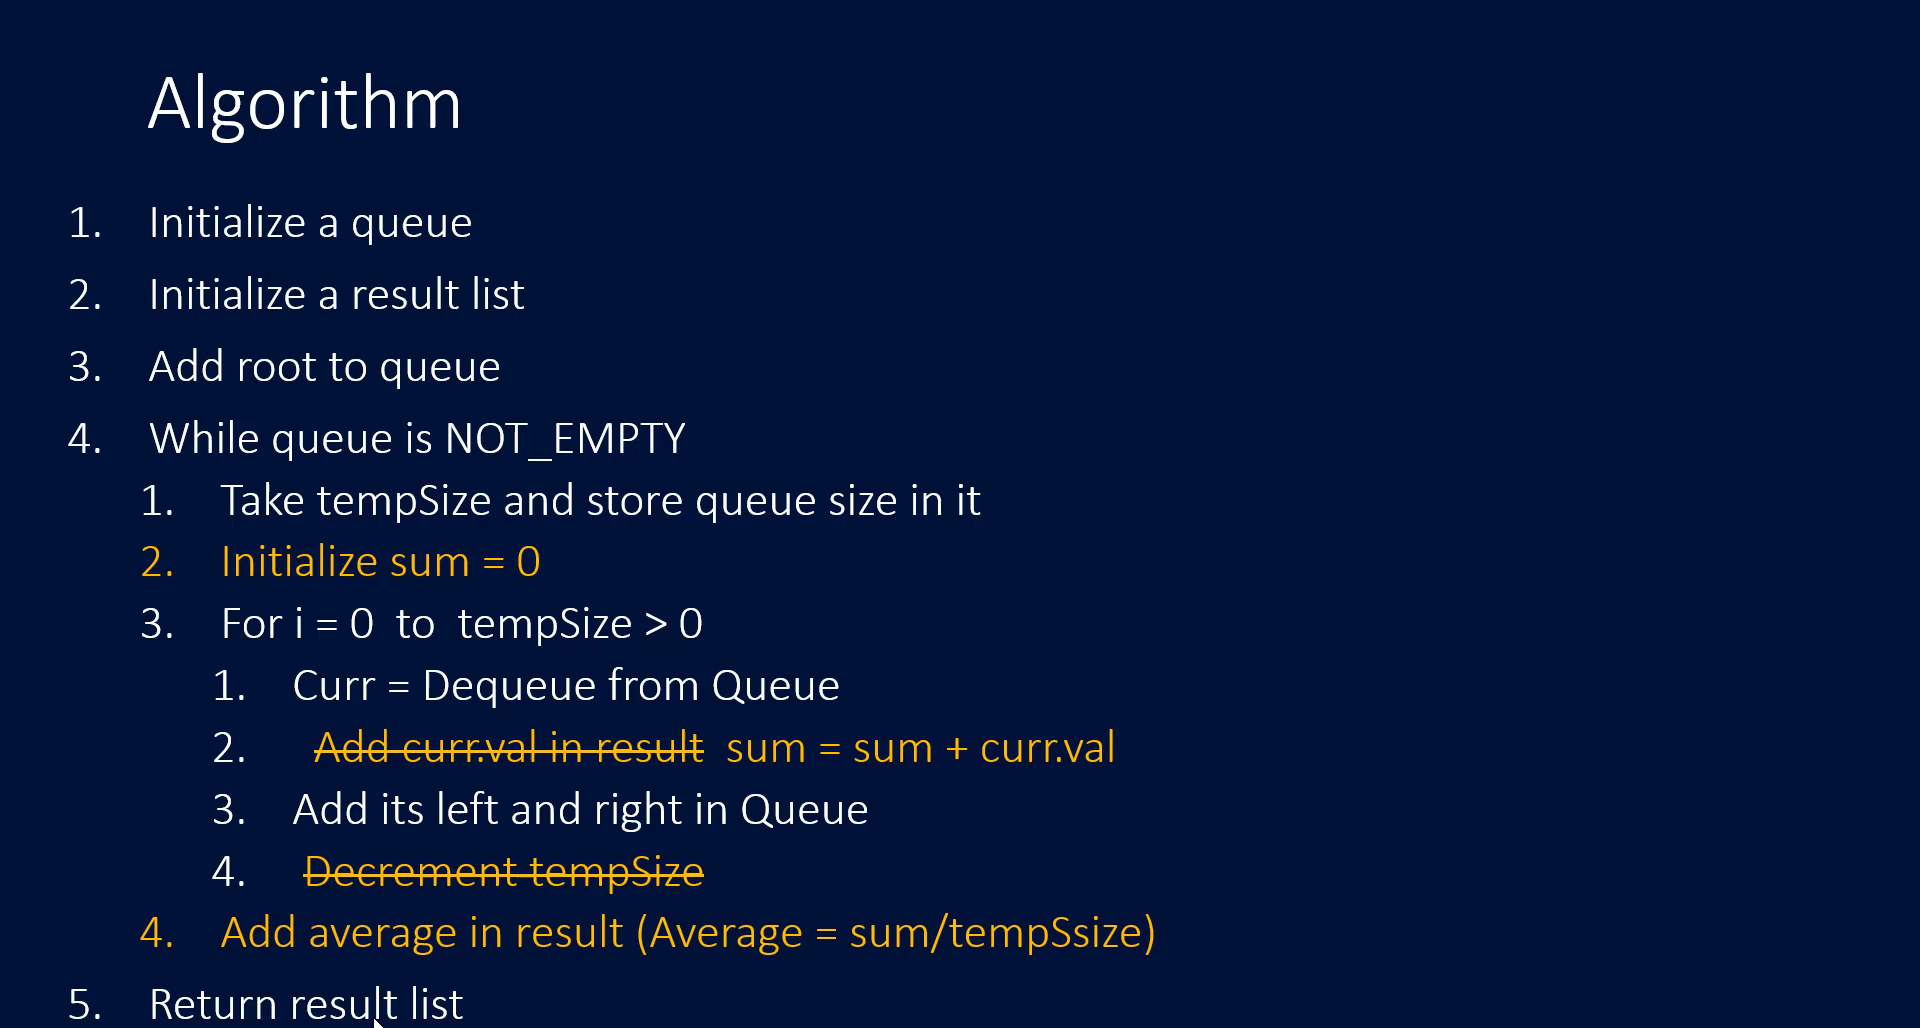 Algorithm
1. Initialize a queue
2. Initialize a result list
3. Add root to queue
4. While queue is NOT_EMPTY
1. Take tempSize and store queue size in it
2. Initialize sum = 0
3. For i = 0 to tempSize > 0
1. Curr = Dequeue from Queue
2. Add curr.val in result sum = sum + curr.val
3. Add its left and right in Queue
4. Decrement tempSize
4. Add average in result (Average = sum/tempSsize)
5. Return result list